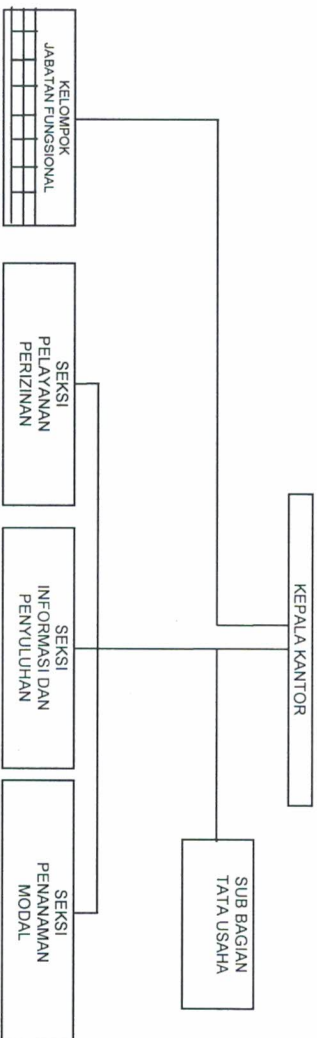 KEPALA KANTOR
SUB BAGIAN
TATA USAHA
KELOMPOK
JABATAN FUNGSIONAL
SEKSI
PELAYANAN
PERIZINAN
SEKSI
INFORMASI DAN
PENYULUHAN
SEKSI
PENANAMAN
MODAL